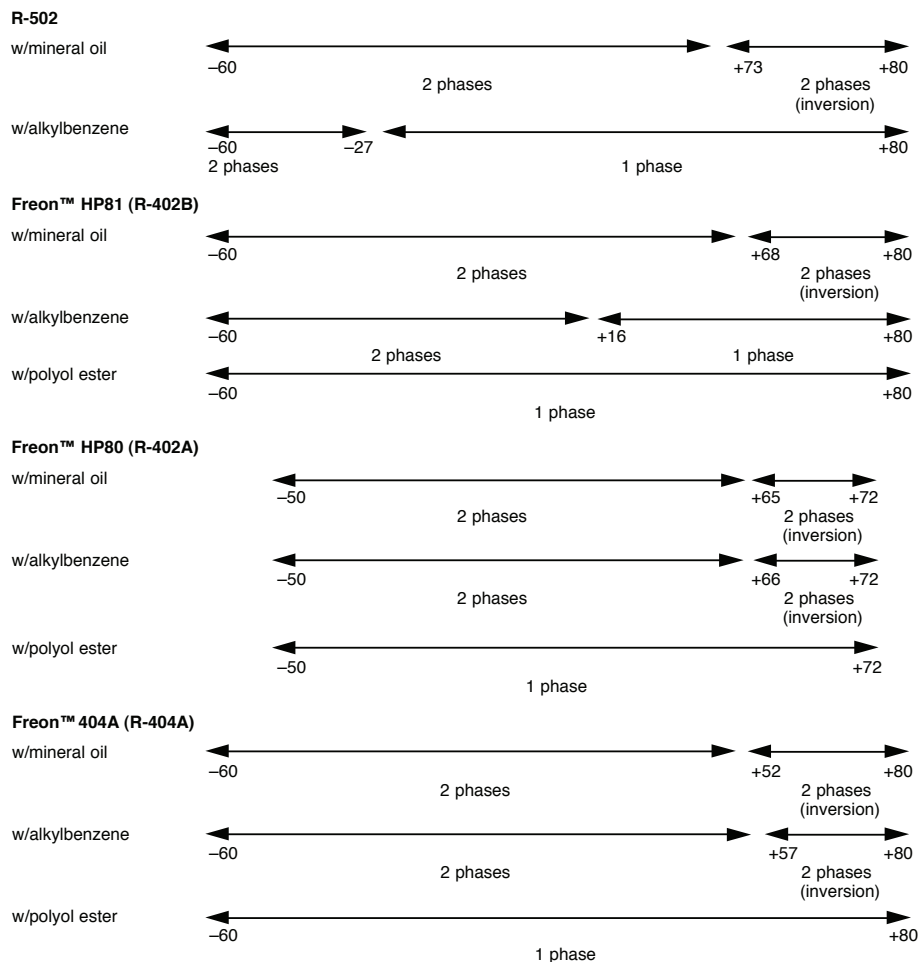 R-502
w/mineral oil
–60 +73 +80
2 phases 2 phases
(inversion)
w/alkylbenzene
–60 –27 +80
2 phases 1 phase
Freon™ HP81 (R-402B)
w/mineral oil
–60 +68 +80
2 phases 2 phases
(inversion)
w/alkylbenzene
–60 +16 +80
2 phases 1 phase
w/polyol ester
–60 +80
1 phase
Freon™ HP80 (R-402A)
w/mineral oil
–50 +65 +72
2 phases 2 phases
(inversion)
w/alkylbenzene
–50 +66 +72
2 phases 2 phases
(inversion)
w/polyol ester
–50 +72
1 phase
Freon™ 404A (R-404A)
w/mineral oil
–60 +52 +80
2 phases 2 phases
(inversion)
w/alkylbenzene
–60 +57 +80
2 phases 2 phases
(inversion)
w/polyol ester
–60 +80
1 phase